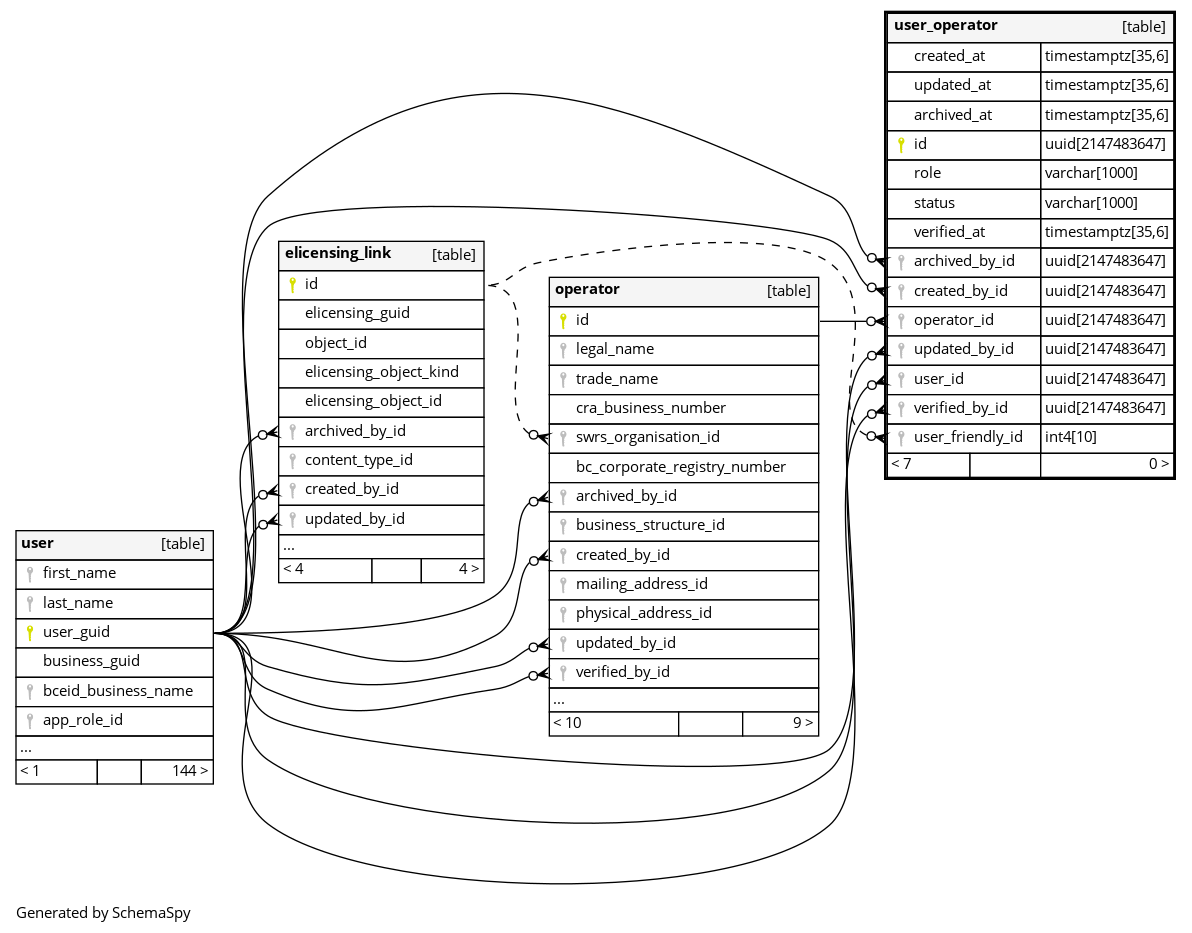 user_operator [table]
created_at timestamptz[35,6]
updated_at timestamptz[35,6]
archived_at timestamptz[35,6]
id uuid[2147483647]
role varchar[1000]
status varchar[1000]
verified_at timestamptz[35,6]
archived_by_id uuid[2147483647]
created_by_id uuid[2147483647]
operator_id uuid[2147483647]
updated_by_id uuid[2147483647]
user_id uuid[2147483647]
verified_by_id uuid[2147483647]
user_friendly_id int4[10]
< 7 0 >
elicensing_link [table]
id
elicensing_guid
object_id
elicensing_object_kind
elicensing_object_id
archived_by_id
content_type_id
created_by_id
updated_by_id
...
< 4 4 >
operator [table]
id
legal_name
trade_name
cra_business_number
swrs_organisation_id
bc_corporate_registry_number
archived_by_id
business_structure_id
created_by_id
mailing_address_id
physical_address_id
updated_by_id
verified_by_id
...
< 10 9 >
user [table]
first_name
last_name
user_guid
business_guid
bceid_business_name
app_role_id
...
< 1 144 >
Generated by SchemaSpy